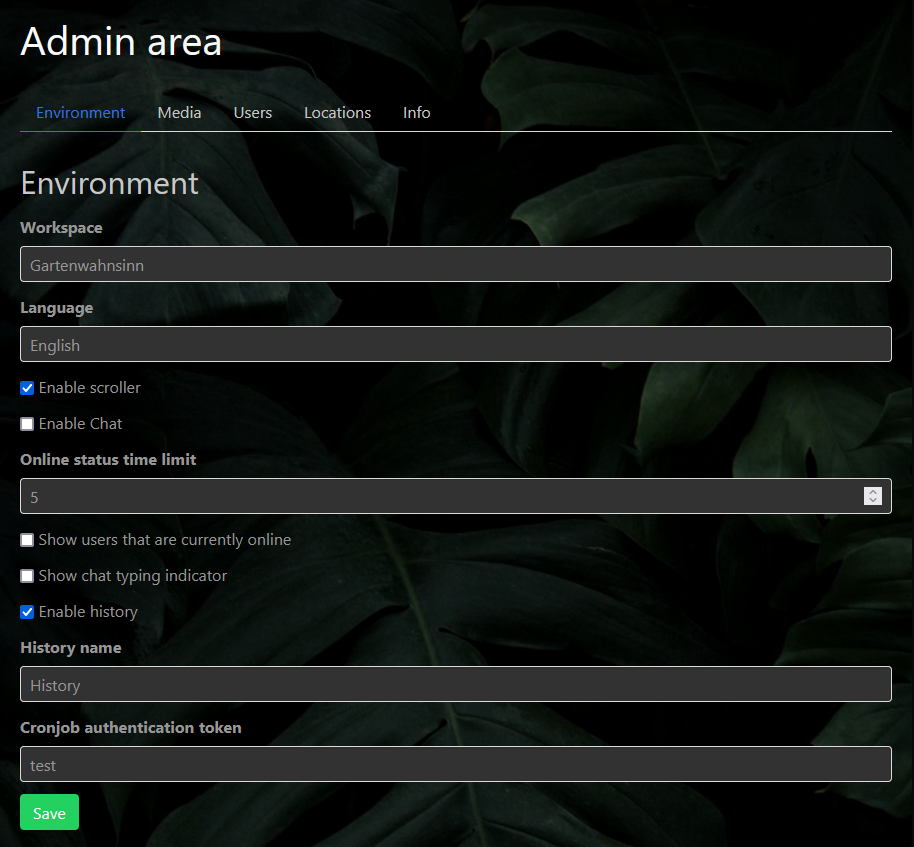 Admin area
Environment Media Users Locations Info
Environment
Workspace
Gartenwahnsinn
Language
English
Enable scroller
Enable Chat
Online status time limit
5
Show users that are currently online
Show chat typing indicator
Enable history
History name
History
Cronjob authentication token
test
Save